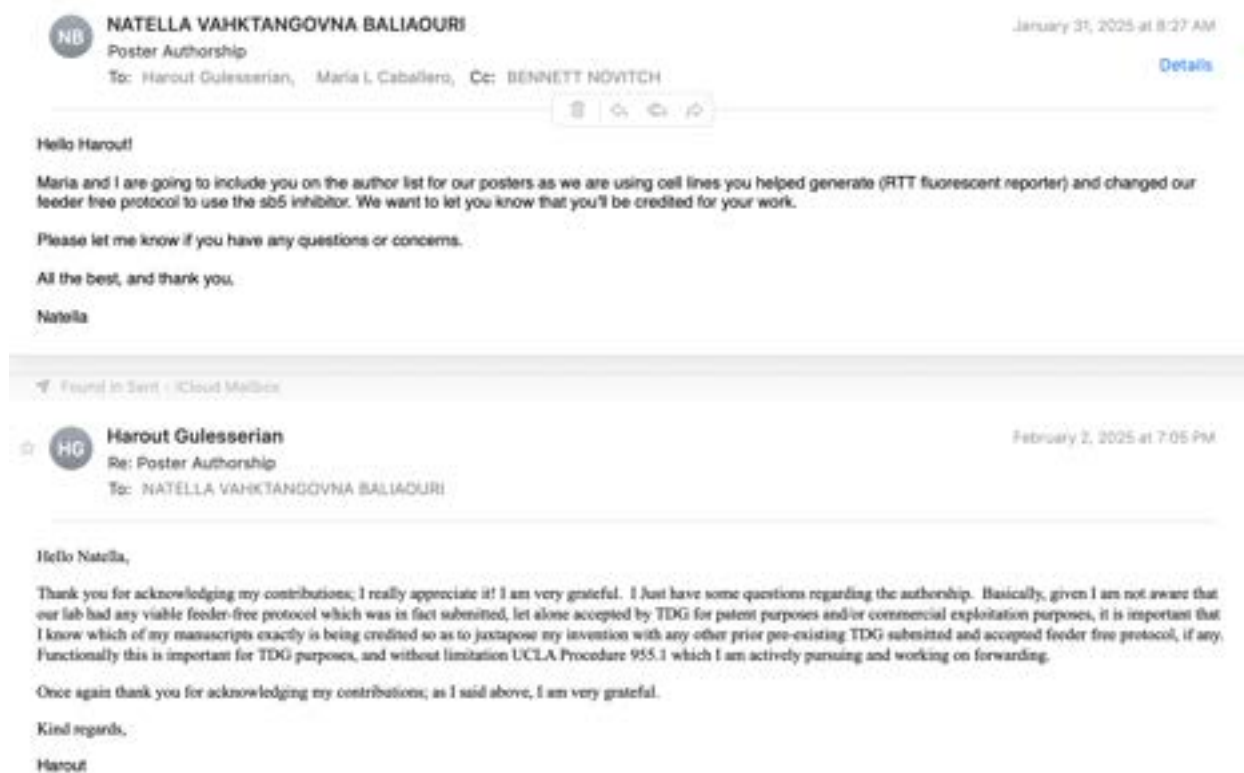 NB
NATELLA VAHKTANGOVNA BALIAOURI
January 31, 2025 at 8:27 AM
Poster Authorship
Details
To: Harout Gulesserian, Maria L Caballero, Cc: BENNETT NOVITCH
Hello Harout!
Maria and I are going to include you on the author list for our posters as we are using cell lines you helped generate (RTT fluorescent reporter) and changed our
feeder free protocol to use the sb5 inhibitor. We want to let you know that you'll be credited for your work.
Please let me know if you have any questions or concerns.
All the best, and thank you,
Natella
Found in Sent - iCloud Mailbox
HG
Harout Gulesserian
February 2, 2025 at 7:05 PM
Re: Poster Authorship
To: NATELLA VAHKTANGOVNA BALIAOURI
Hello Natella,
Thank you for acknowledging my contributions; I really appreciate it! I am very grateful. I Just have some questions regarding the authorship. Basically, given I am not aware that
our lab had any viable feeder-free protocol which was in fact submitted, let alone accepted by TDG for patent purposes and/or commercial exploitation purposes, it is important that
I know which of my manuscripts exactly is being credited so as to juxtapose my invention with any other prior pre-existing TDG submitted and accepted feeder free protocol, if any.
Functionally this is important for TDG purposes, and without limitation UCLA Procedure 955.1 which I am actively pursuing and working on forwarding.
Once again thank you for acknowledging my contributions; as I said above, I am very grateful.
Kind regards,
Harout